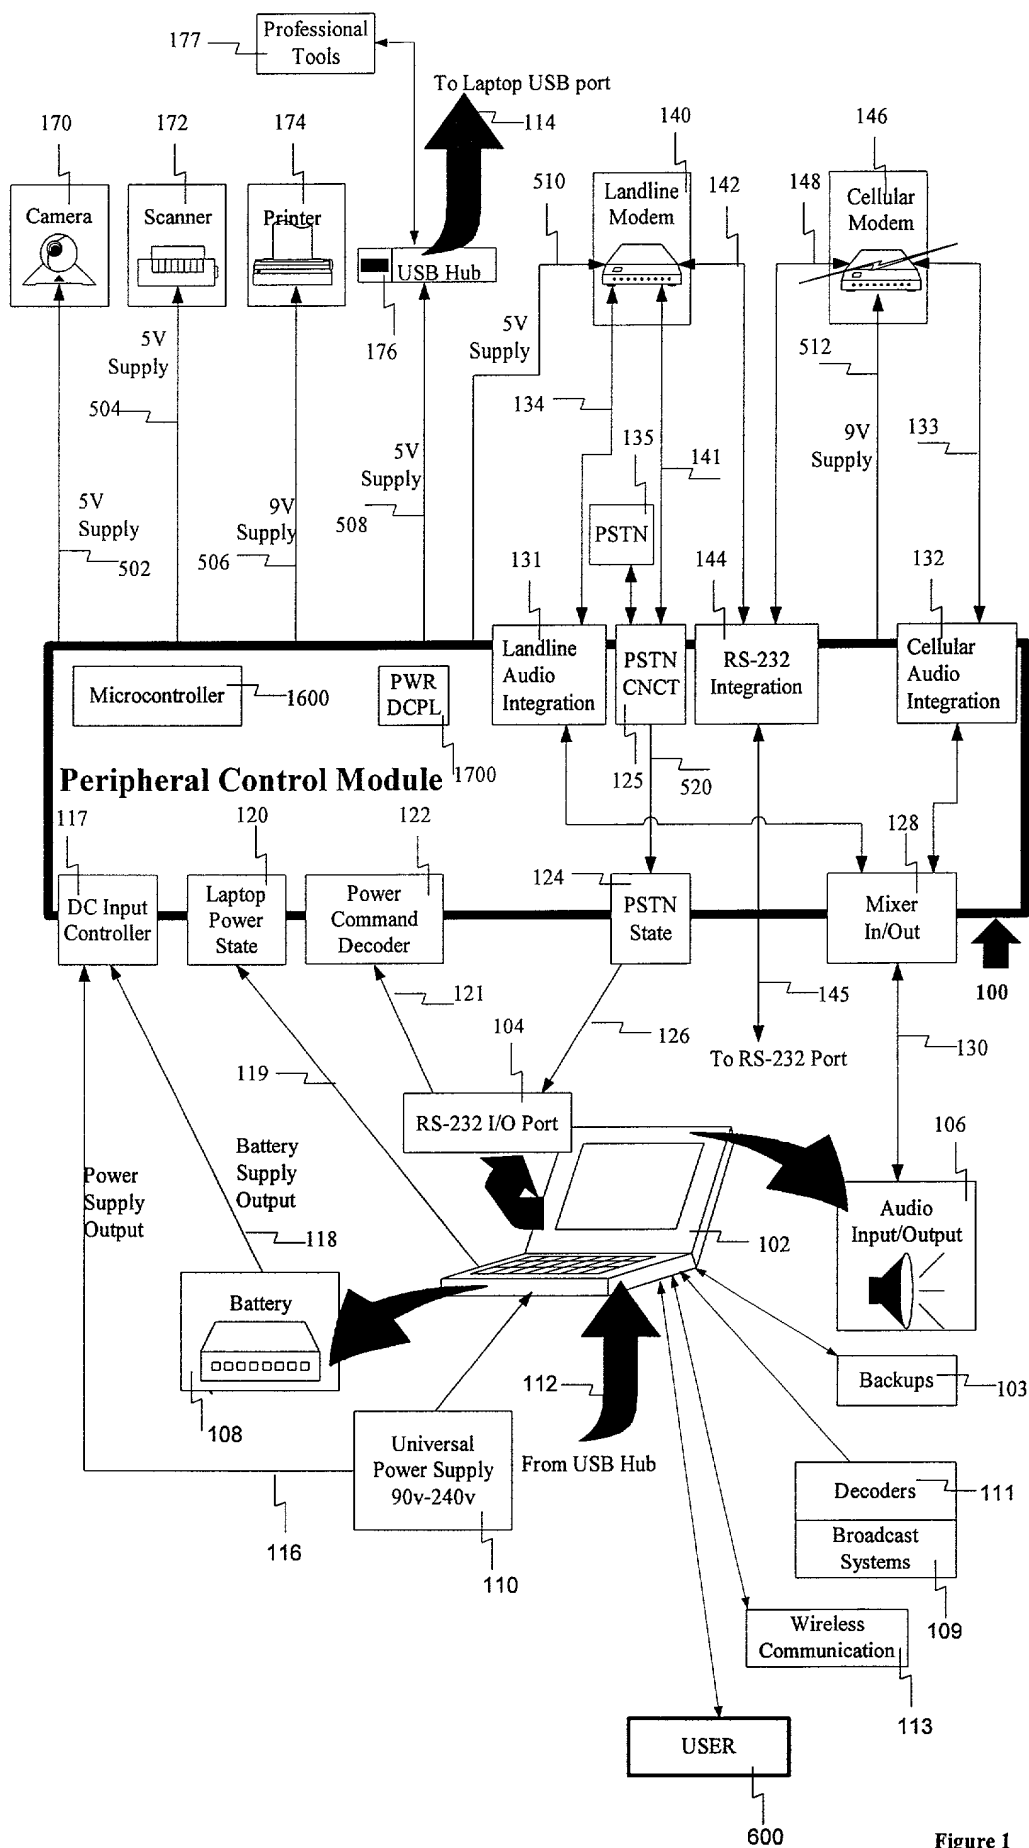 177
Professional
Tools
To Laptop USB port
114
170
172
174
140
146
Camera
Scanner
Printer
USB Hub
176
510
Landline
Modem
142
148
Cellular
Modem
5V
Supply
504
5V
Supply
134
512
135
141
9V
Supply
133
5V
Supply
502
9V
Supply
506
5V
Supply
508
PSTN
131
144
132
Microcontroller
1600
PWR
DCPL
1700
Landline
Audio
Integration
PSTN
CNCT
125
520
RS-232
Integration
Cellular
Audio
Integration
Peripheral Control Module
117
120
122
124
128
DC Input
Controller
Laptop
Power
State
Power
Command
Decoder
PSTN
State
Mixer
In/Out
100
121
104
126
145
130
To RS-232 Port
119
RS-232 I/O Port
106
Power
Supply
Output
Battery
Supply
Output
118
102
Audio
Input/Output
Battery
108
112
From USB Hub
Backups
103
Universal
Power Supply
90v-240v
116
110
Decoders
111
Broadcast
Systems
109
Wireless
Communication
113
USER
600
Figure 1